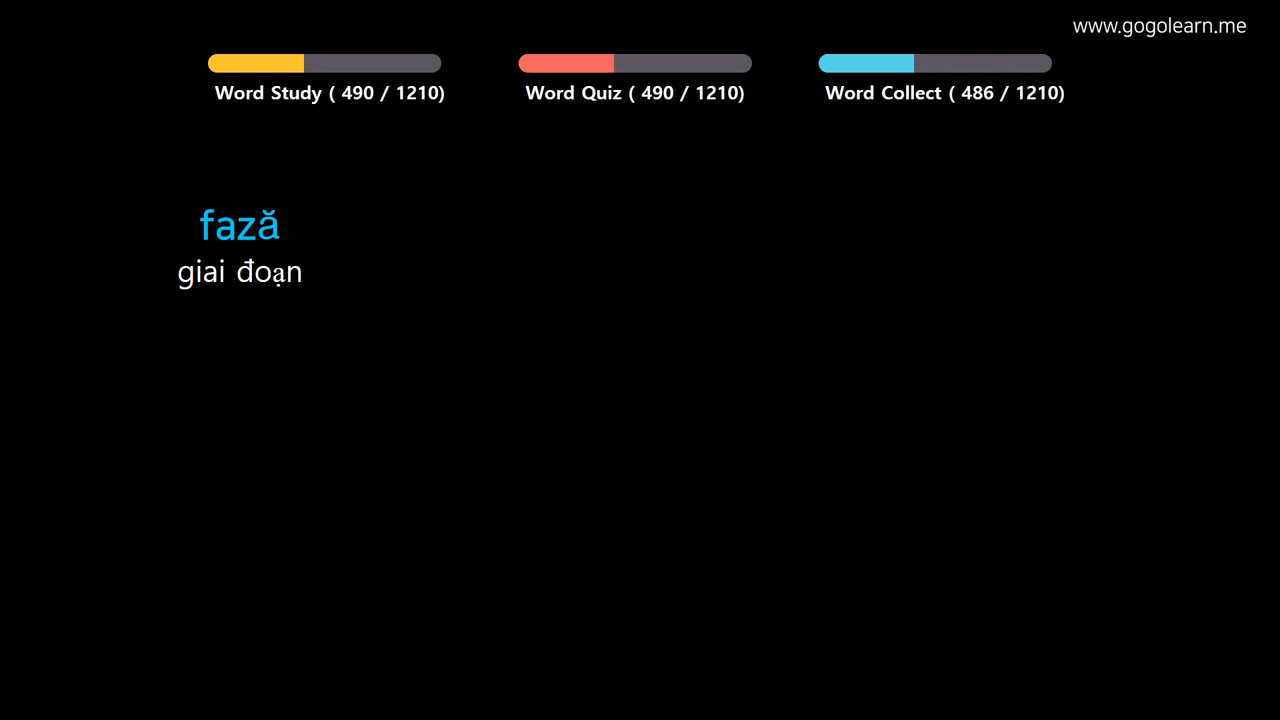 www.gogolearn.me
Word Study ( 490 / 1210)
Word Quiz ( 490 / 1210)
Word Collect ( 486 / 1210)
fază
giai đoạn